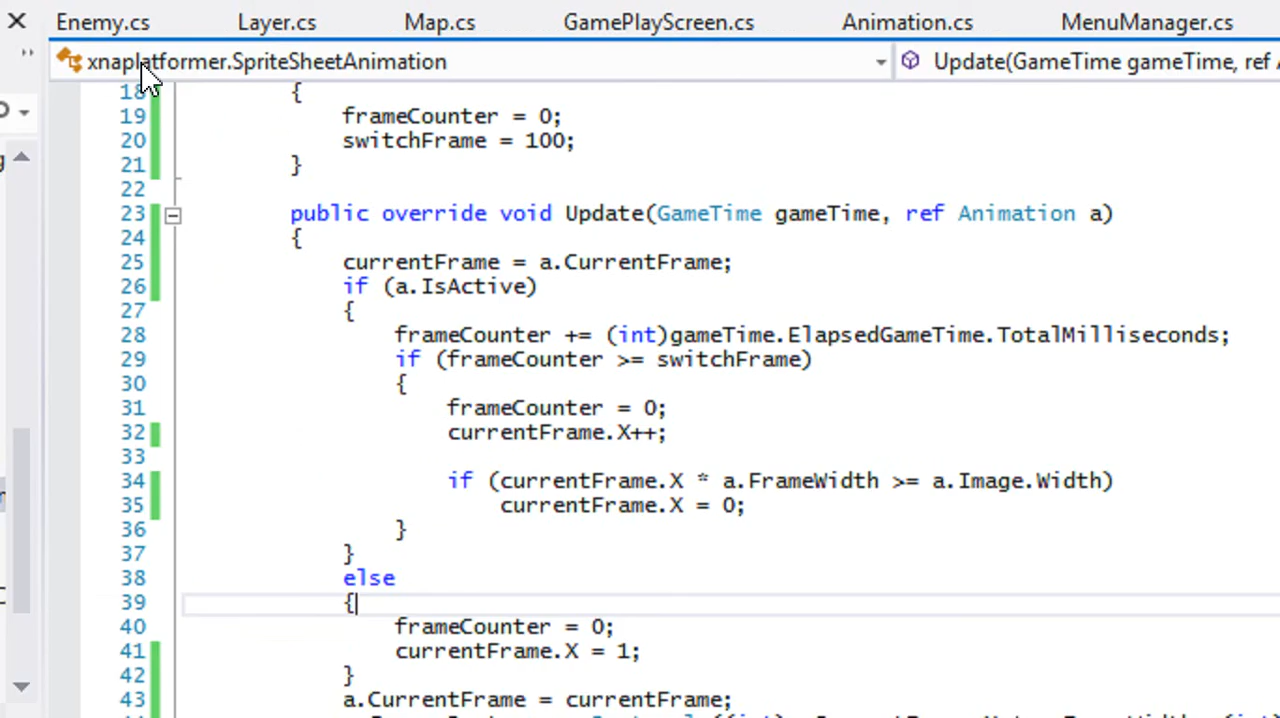 Enemy.cs Layer.cs Map.cs GamePlayScreen.cs Animation.cs MenuManager.cs
xnaplatformer.SpriteSheetAnimation Update(GameTime gameTime, ref
18 {
19 frameCounter = 0;
20 switchFrame = 100;
21 }
22
23 public override void Update(GameTime gameTime, ref Animation a)
24 {
25 currentFrame = a.CurrentFrame;
26 if (a.IsActive)
27 {
28 frameCounter += (int)gameTime.ElapsedGameTime.TotalMilliseconds;
29 if (frameCounter >= switchFrame)
30 {
31 frameCounter = 0;
32 currentFrame.X++;
33
34 if (currentFrame.X * a.FrameWidth >= a.Image.Width)
35 currentFrame.X = 0;
36 }
37 }
38 else
39 {
40 frameCounter = 0;
41 currentFrame.X = 1;
42 }
43 a.CurrentFrame = currentFrame;